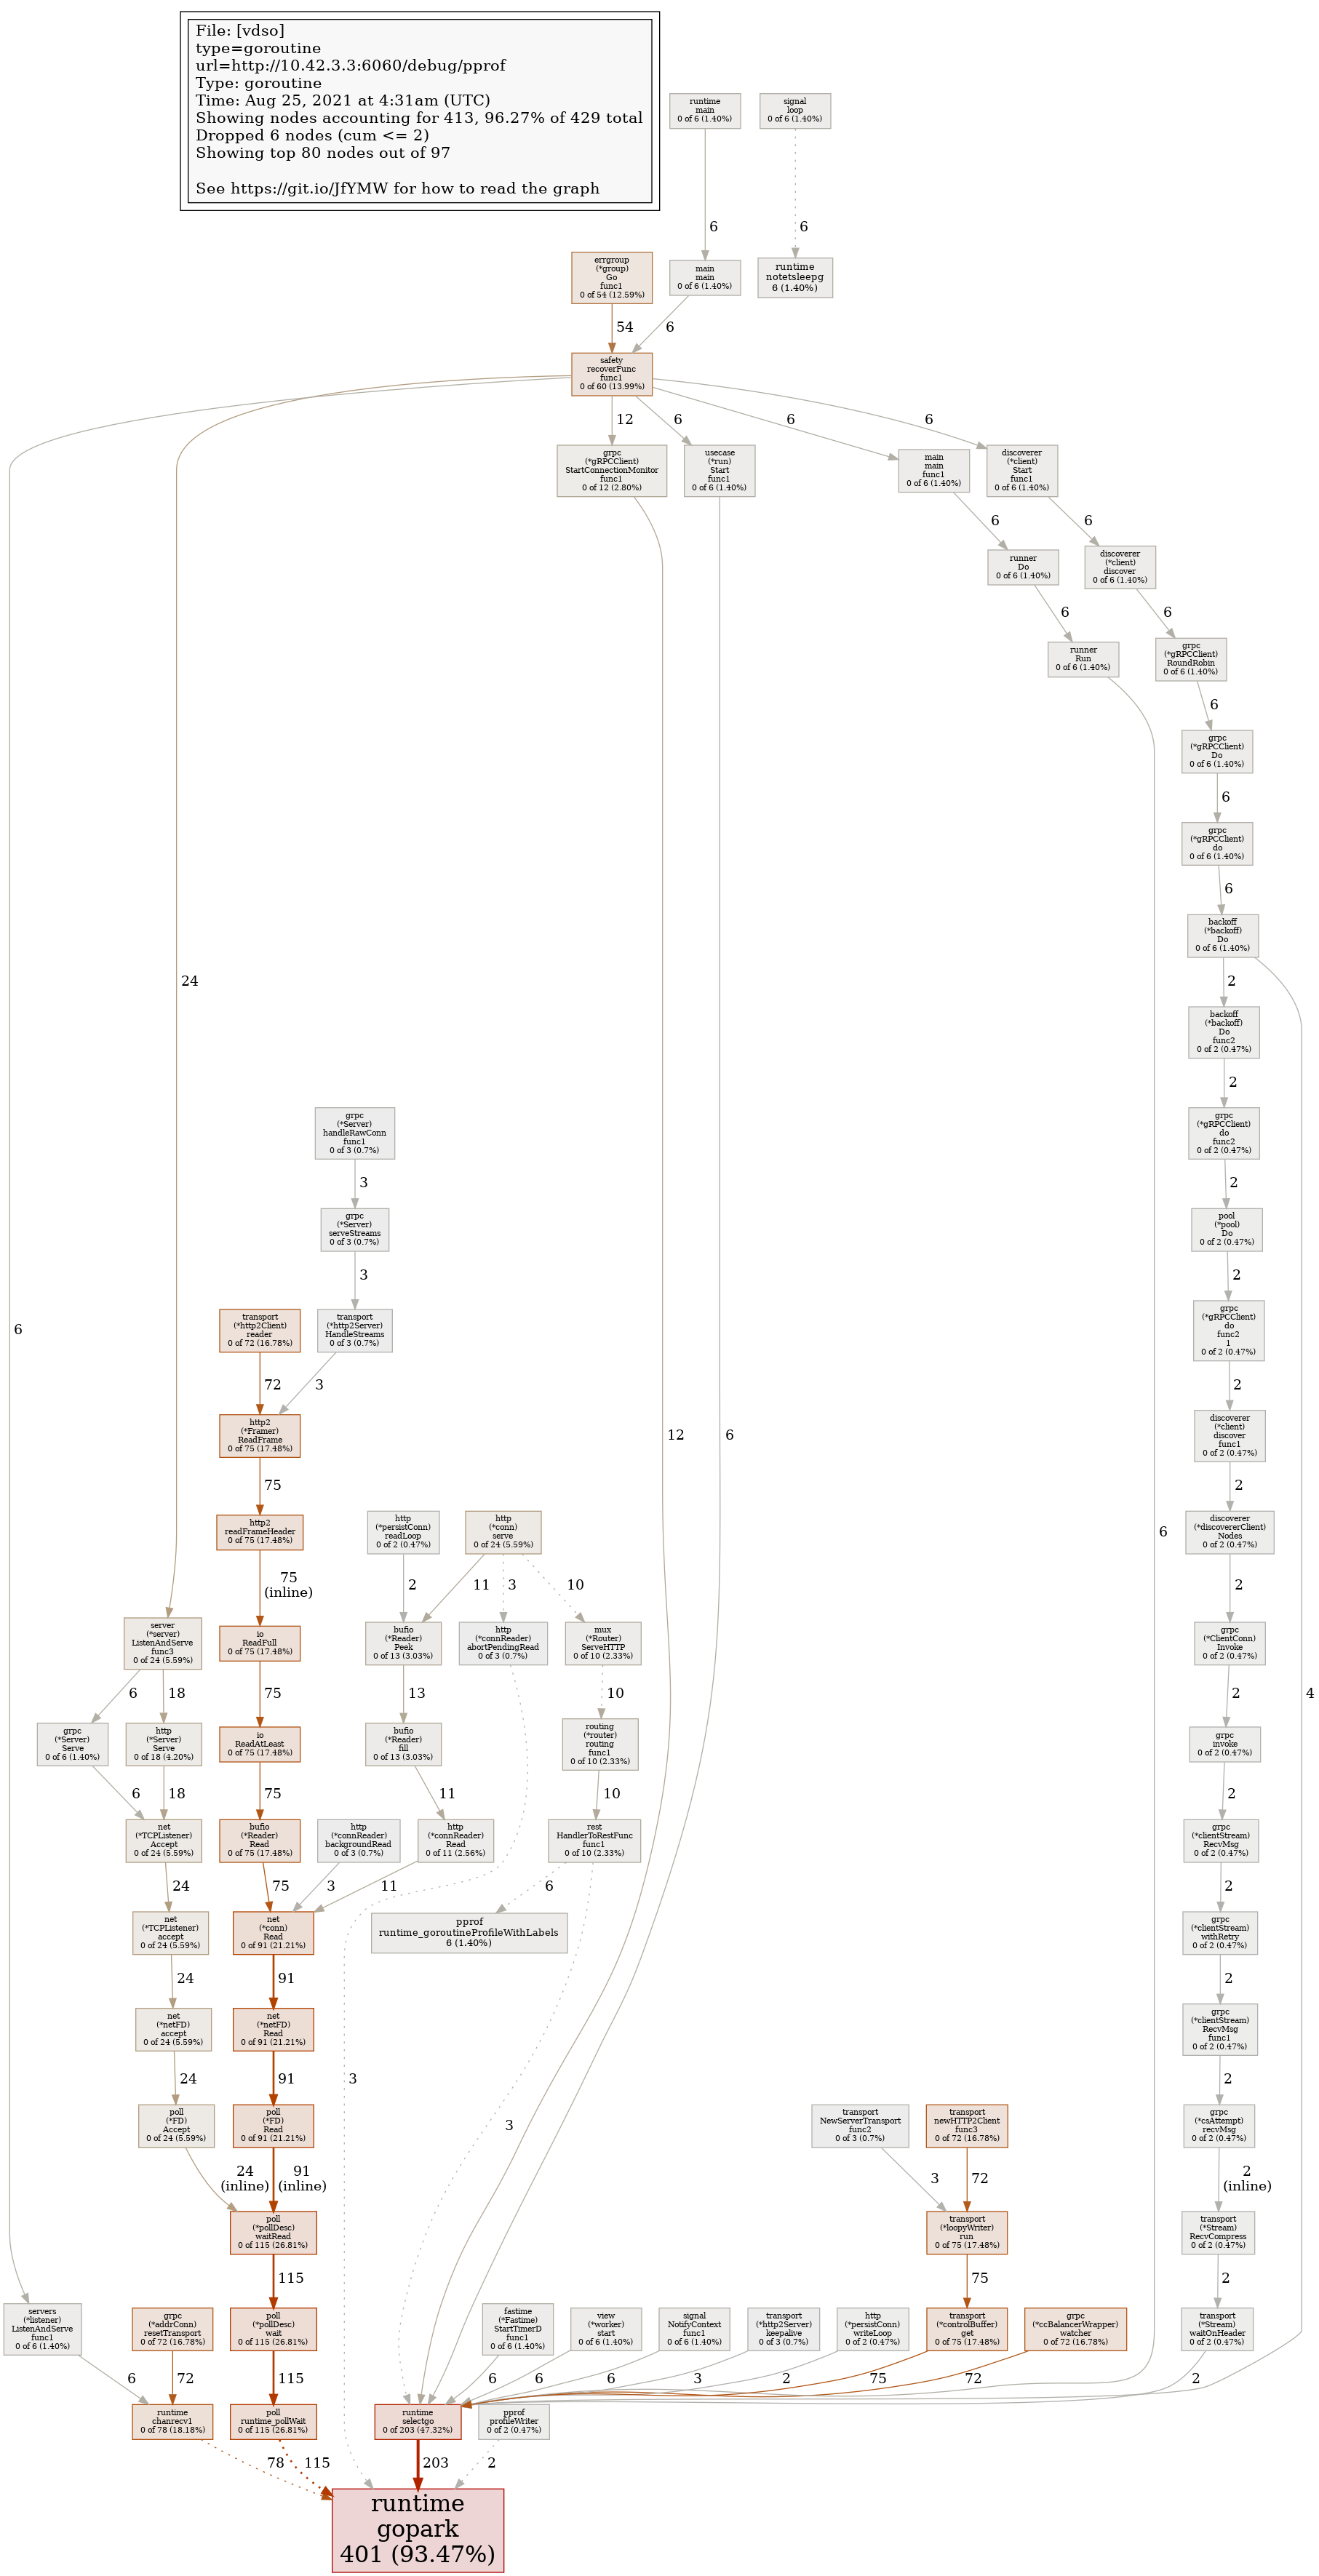 File: [vdso]
type=goroutine
url=http://10.42.3.3:6060/debug/pprof
Type: goroutine
Time: Aug 25, 2021 at 4:31am (UTC)
Showing nodes accounting for 413, 96.27% of 429 total
Dropped 6 nodes (cum <= 2)
Showing top 80 nodes out of 97
See https://git.io/JfYMW for how to read the graph
runtime
main
0 of 6 (1.40%)
signal
loop
0 of 6 (1.40%)
6
6
errgroup
(*group)
Go
func1
0 of 54 (12.59%)
main
main
0 of 6 (1.40%)
runtime
notetsleepg
6 (1.40%)
54
6
safety
recoverFunc
func1
0 of 60 (13.99%)
12
6
6
6
grpc
(*gRPCClient)
StartConnectionMonitor
func1
0 of 12 (2.80%)
usecase
(*run)
Start
func1
0 of 6 (1.40%)
main
main
func1
0 of 6 (1.40%)
discoverer
(*client)
Start
func1
0 of 6 (1.40%)
6
6
runner
Do
0 of 6 (1.40%)
discoverer
(*client)
discover
0 of 6 (1.40%)
6
6
runner
Run
0 of 6 (1.40%)
grpc
(*gRPCClient)
RoundRobin
0 of 6 (1.40%)
6
grpc
(*gRPCClient)
Do
0 of 6 (1.40%)
6
grpc
(*gRPCClient)
do
0 of 6 (1.40%)
6
backoff
(*backoff)
Do
0 of 6 (1.40%)
24
2
backoff
(*backoff)
Do
func2
0 of 2 (0.47%)
2
grpc
(*Server)
handleRawConn
func1
0 of 3 (0.7%)
grpc
(*gRPCClient)
do
func2
0 of 2 (0.47%)
3
2
grpc
(*Server)
serveStreams
0 of 3 (0.7%)
pool
(*pool)
Do
0 of 2 (0.47%)
3
2
6
transport
(*http2Client)
reader
0 of 72 (16.78%)
transport
(*http2Server)
HandleStreams
0 of 3 (0.7%)
grpc
(*gRPCClient)
do
func2
1
0 of 2 (0.47%)
72
3
2
http2
(*Framer)
ReadFrame
0 of 75 (17.48%)
12
6
discoverer
(*client)
discover
func1
0 of 2 (0.47%)
75
2
http2
readFrameHeader
0 of 75 (17.48%)
http
(*persistConn)
readLoop
0 of 2 (0.47%)
http
(*conn)
serve
0 of 24 (5.59%)
6
discoverer
(*discovererClient)
Nodes
0 of 2 (0.47%)
75
(inline)
2
11
3
10
2
server
(*server)
ListenAndServe
func3
0 of 24 (5.59%)
io
ReadFull
0 of 75 (17.48%)
bufio
(*Reader)
Peek
0 of 13 (3.03%)
http
(*connReader)
abortPendingRead
0 of 3 (0.7%)
mux
(*Router)
ServeHTTP
0 of 10 (2.33%)
grpc
(*ClientConn)
Invoke
0 of 2 (0.47%)
6
18
75
13
10
2
4
grpc
(*Server)
Serve
0 of 6 (1.40%)
http
(*Server)
Serve
0 of 18 (4.20%)
io
ReadAtLeast
0 of 75 (17.48%)
bufio
(*Reader)
fill
0 of 13 (3.03%)
routing
(*router)
routing
func1
0 of 10 (2.33%)
grpc
invoke
0 of 2 (0.47%)
6
18
75
11
10
2
net
(*TCPListener)
Accept
0 of 24 (5.59%)
bufio
(*Reader)
Read
0 of 75 (17.48%)
http
(*connReader)
backgroundRead
0 of 3 (0.7%)
http
(*connReader)
Read
0 of 11 (2.56%)
rest
HandlerToRestFunc
func1
0 of 10 (2.33%)
grpc
(*clientStream)
RecvMsg
0 of 2 (0.47%)
24
75
3
11
6
2
net
(*TCPListener)
accept
0 of 24 (5.59%)
net
(*conn)
Read
0 of 91 (21.21%)
pprof
runtime_goroutineProfileWithLabels
6 (1.40%)
grpc
(*clientStream)
withRetry
0 of 2 (0.47%)
24
91
2
net
(*netFD)
accept
0 of 24 (5.59%)
net
(*netFD)
Read
0 of 91 (21.21%)
grpc
(*clientStream)
RecvMsg
func1
0 of 2 (0.47%)
24
91
3
2
poll
(*FD)
Accept
0 of 24 (5.59%)
poll
(*FD)
Read
0 of 91 (21.21%)
3
transport
NewServerTransport
func2
0 of 3 (0.7%)
transport
newHTTP2Client
func3
0 of 72 (16.78%)
grpc
(*csAttempt)
recvMsg
0 of 2 (0.47%)
24
(inline)
91
(inline)
3
72
2
(inline)
poll
(*pollDesc)
waitRead
0 of 115 (26.81%)
transport
(*loopyWriter)
run
0 of 75 (17.48%)
transport
(*Stream)
RecvCompress
0 of 2 (0.47%)
115
75
2
servers
(*listener)
ListenAndServe
func1
0 of 6 (1.40%)
grpc
(*addrConn)
resetTransport
0 of 72 (16.78%)
poll
(*pollDesc)
wait
0 of 115 (26.81%)
fastime
(*Fastime)
StartTimerD
func1
0 of 6 (1.40%)
view
(*worker)
start
0 of 6 (1.40%)
signal
NotifyContext
func1
0 of 6 (1.40%)
transport
(*http2Server)
keepalive
0 of 3 (0.7%)
http
(*persistConn)
writeLoop
0 of 2 (0.47%)
transport
(*controlBuffer)
get
0 of 75 (17.48%)
grpc
(*ccBalancerWrapper)
watcher
0 of 72 (16.78%)
transport
(*Stream)
waitOnHeader
0 of 2 (0.47%)
6
72
115
6
6
6
3
2
75
72
2
runtime
chanrecv1
0 of 78 (18.18%)
poll
runtime_pollWait
0 of 115 (26.81%)
runtime
selectgo
0 of 203 (47.32%)
pprof
profileWriter
0 of 2 (0.47%)
78
115
203
2
runtime
gopark
401 (93.47%)